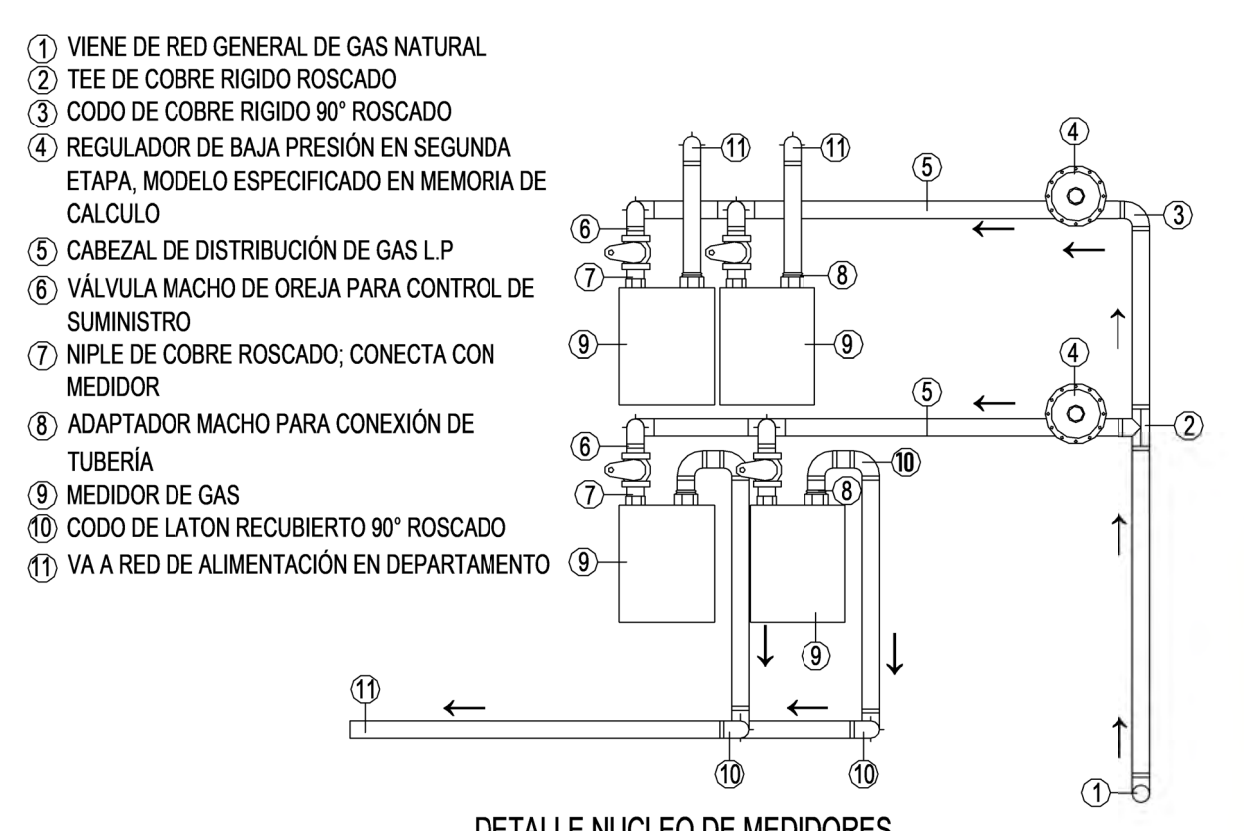 1 VIENE DE RED GENERAL DE GAS NATURAL
2 TEE DE COBRE RIGIDO ROSCADO
3 CODO DE COBRE RIGIDO 90° ROSCADO
4 REGULADOR DE BAJA PRESIÓN EN SEGUNDA
ETAPA, MODELO ESPECIFICADO EN MEMORIA DE
CALCULO
5 CABEZAL DE DISTRIBUCIÓN DE GAS L.P
6 VÁLVULA MACHO DE OREJA PARA CONTROL DE
SUMINISTRO
7 NIPLE DE COBRE ROSCADO; CONECTA CON
MEDIDOR
8 ADAPTADOR MACHO PARA CONEXIÓN DE
TUBERÍA
9 MEDIDOR DE GAS
10 CODO DE LATON RECUBIERTO 90° ROSCADO
11 VA A RED DE ALIMENTACIÓN EN DEPARTAMENTO
4
11
11
5
6
3
7
8
9
9
4
5
2
6
10
7
8
9
9
11
10
10
1
DETALLE NUCLEO DE MEDIDORES